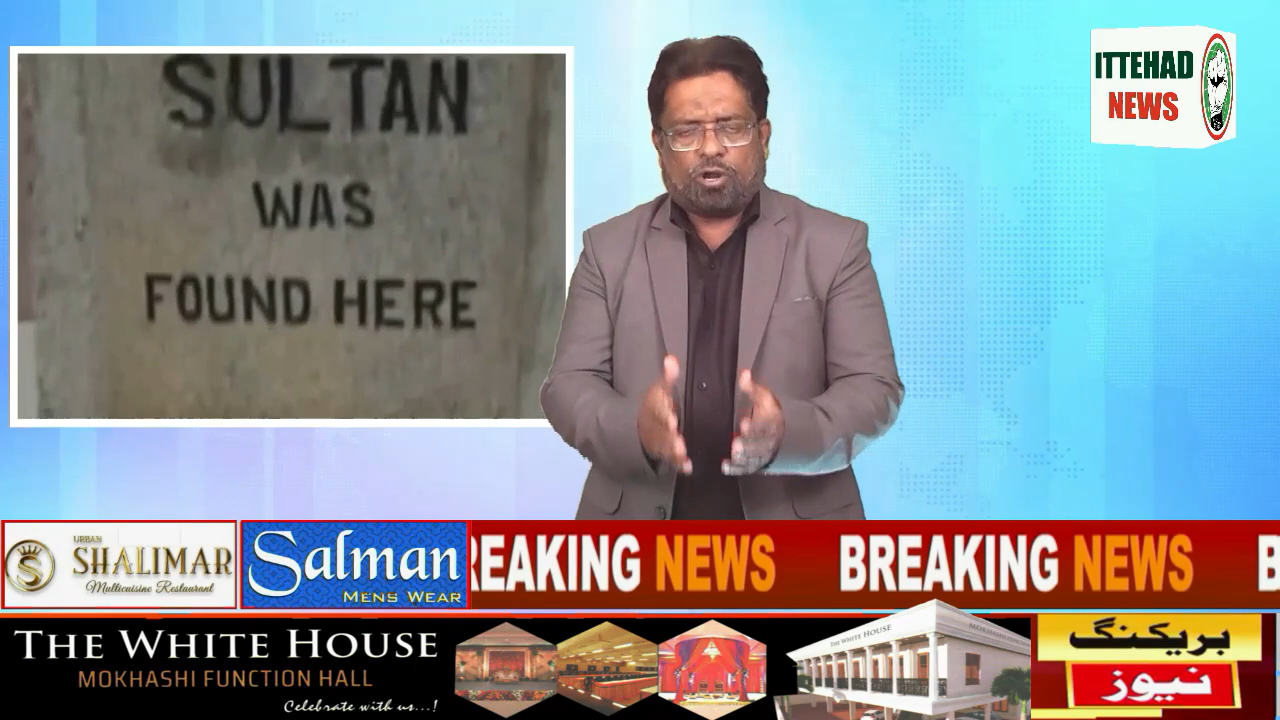 SULTAN
WAS
FOUND HERE
ITTEHAD
NEWS
URBAN
SHALIMAR
Multicuisine Restaurant
Salman
MENS WEAR
REAKING NEWS
BREAKING NEWS
B
THE WHITE HOUSE
MOKHASHI FUNCTION HALL
Celebrate with us...!
THE WHITE HOUSE
بریکنگ
نیوز